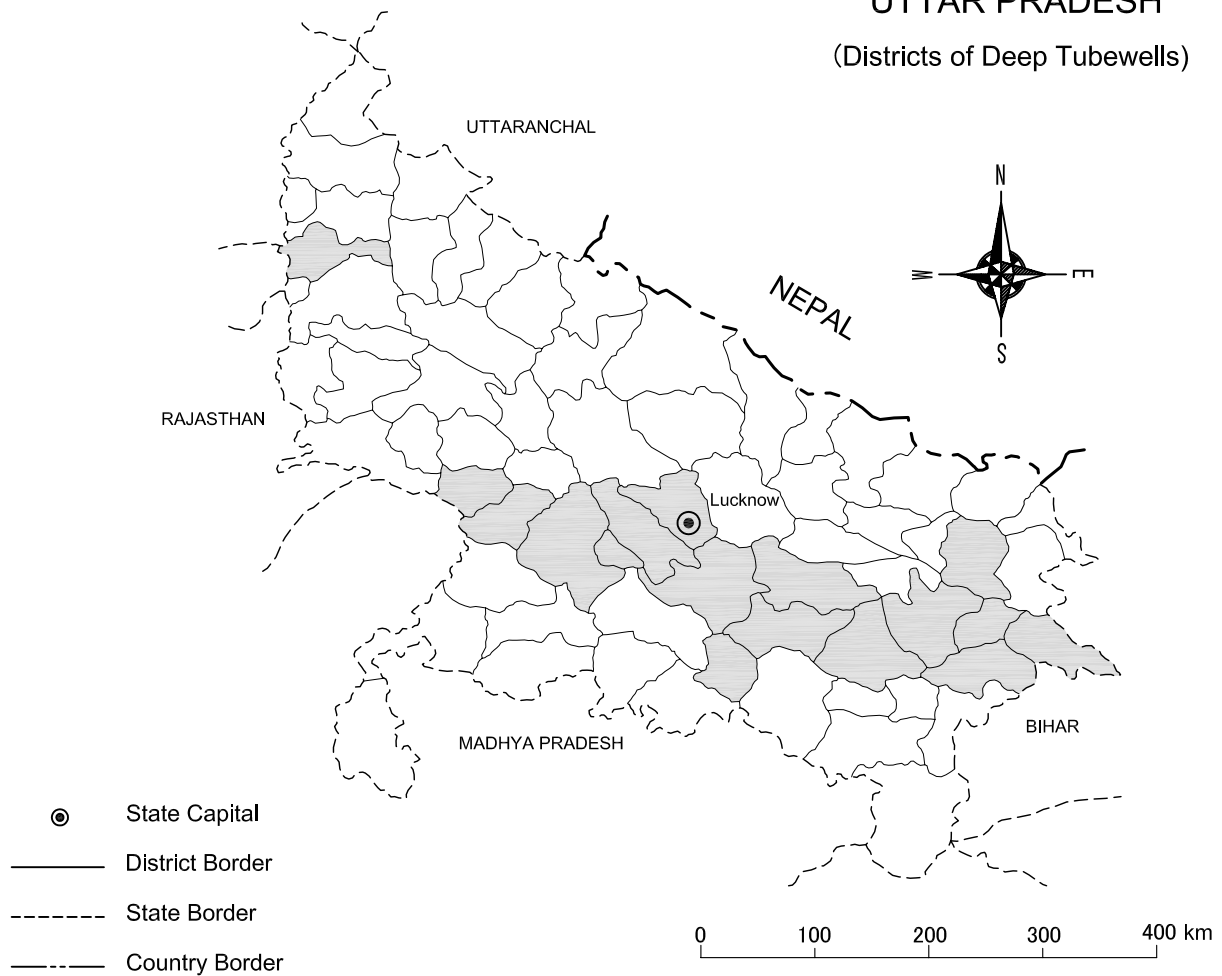 UTTAR PRADESH
(Districts of Deep Tubewells)
UTTARANCHAL
N
W
E
S
NEPAL
RAJASTHAN
Lucknow
BIHAR
MADHYA PRADESH
State Capital
District Border
State Border
Country Border
0 100 200 300 400 km